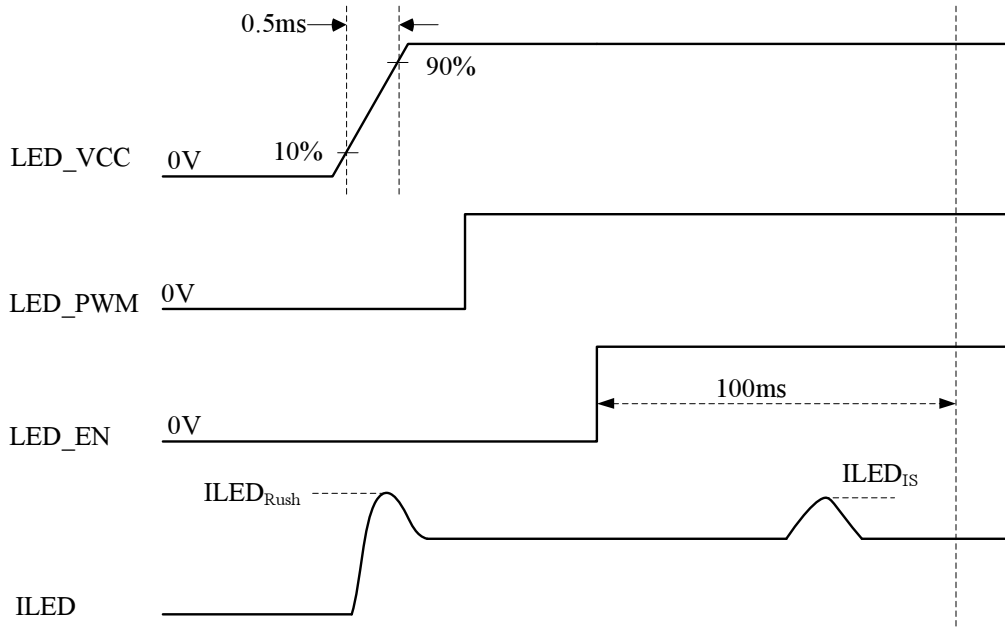 0.5ms
90%
10%
LED_VCC
0V
0V
LED_PWM
100ms
0V
LED_EN
ILED_IS
ILED_Rush
ILED